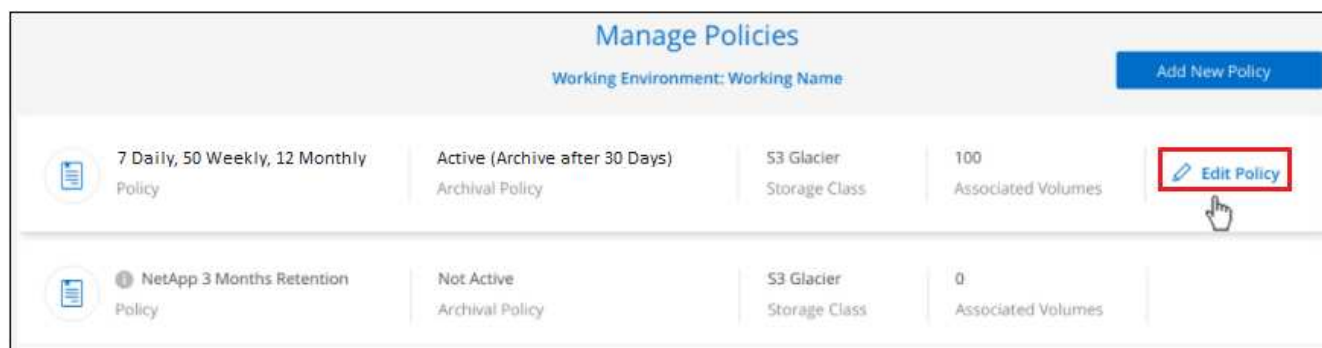 Manage Policies
Working Environment: Working Name
Add New Policy
7 Daily, 50 Weekly, 12 Monthly
Policy
Active (Archive after 30 Days)
Archival Policy
S3 Glacier
Storage Class
100
Associated Volumes
Edit Policy
NetApp 3 Months Retention
Policy
Not Active
Archival Policy
S3 Glacier
Storage Class
0
Associated Volumes